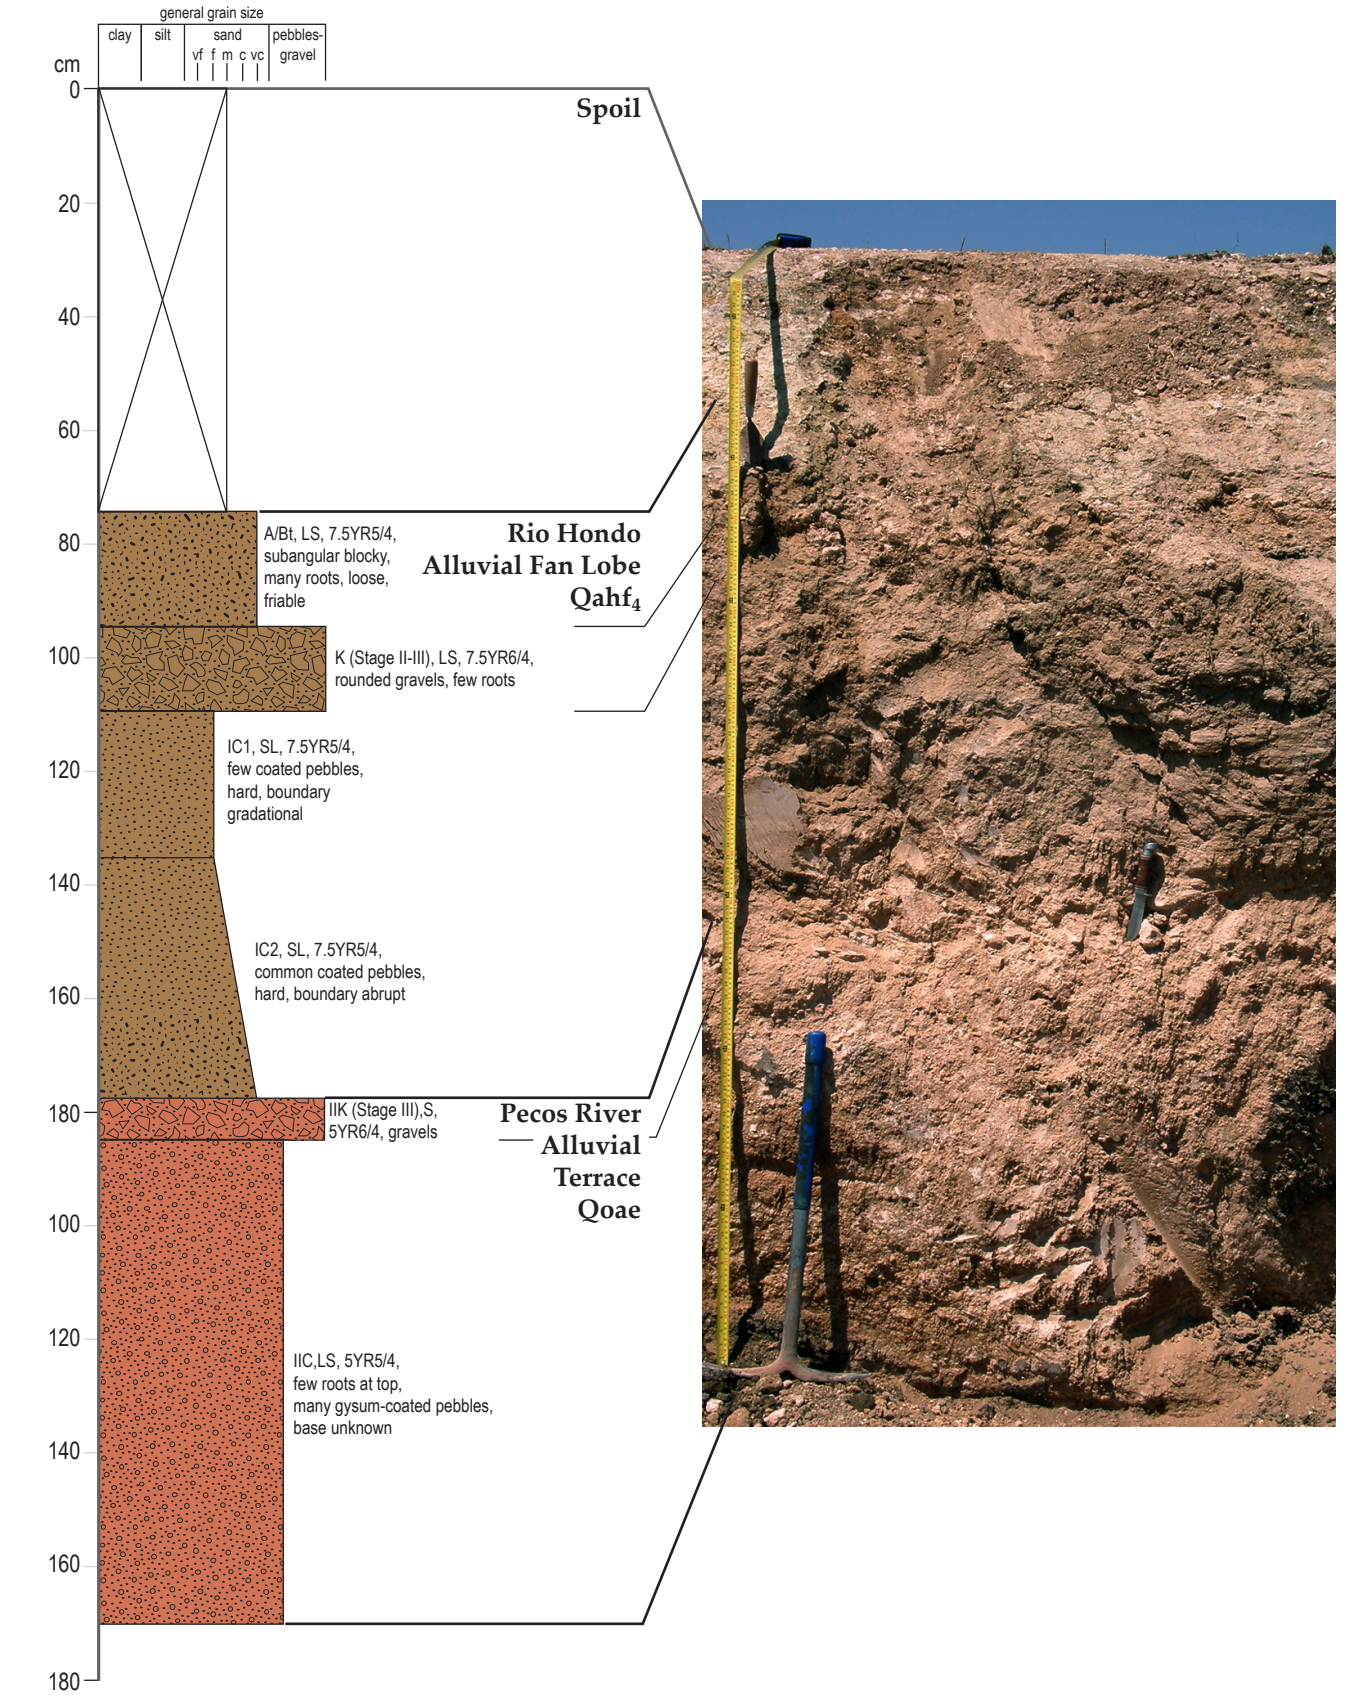 general grain size
clay silt sand pebbles-
gravel
vf f m c vc
cm
0
Spoil
20
40
60
80
A/Bt, LS, 7.5YR5/4,
subangular blocky,
many roots, loose,
friable
Rio Hondo
Alluvial Fan Lobe
Qahf4
100
K (Stage II-III), LS, 7.5YR6/4,
rounded gravels, few roots
120
IC1, SL, 7.5YR5/4,
few coated pebbles,
hard, boundary
gradational
140
IC2, SL, 7.5YR5/4,
common coated pebbles,
hard, boundary abrupt
160
180
IIK (Stage III),S,
5YR6/4, gravels
Pecos River
Alluvial
Terrace
Qoae
100
120
IIC,LS, 5YR5/4,
few roots at top,
many gysum-coated pebbles,
base unknown
140
160
180